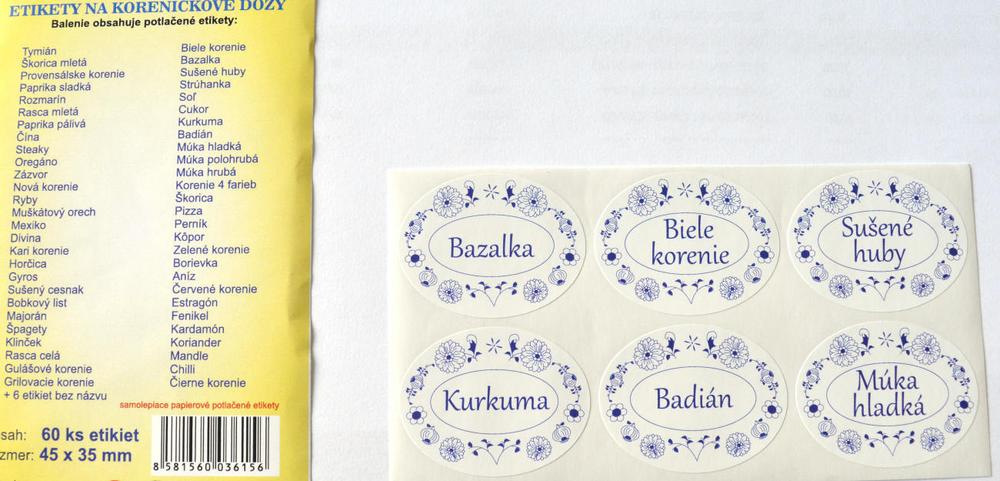 ETIKETY NA KORENIČKOVÉ DÓZY
Balenie obsahuje potlačené etikety:
Tymián
Škorica mletá
Provensálske korenie
Paprika sladká
Rozmarín
Rasca mletá
Paprika pálivá
Čína
Steaky
Oregáno
Zázvor
Nová korenie
Ryby
Muškátový orech
Mexiko
Divina
Kari korenie
Horčica
Gyros
Sušený cesnak
Bobkový list
Majorán
Špagety
Klinček
Rasca celá
Gulášové korenie
Grilovacie korenie
+ 6 etikiet bez názvu
Biele korenie
Bazalka
Sušené huby
Strúhanka
Soľ
Cukor
Kurkuma
Badián
Múka hladká
Múka polohrubá
Múka hrubá
Korenie 4 farieb
Škorica
Pizza
Perník
Kôpor
Zelené korenie
Borievka
Aníz
Červené korenie
Estragón
Fenikel
Kardamón
Koriander
Mandle
Chilli
Čierne korenie
samolepiace papierové potlačené etikety
sah: 60 ks etikiet
zmer: 45 x 35 mm
8 581560 036156
Bazalka
Biele
korenie
Sušené
huby
Kurkuma
Badián
Múka
hladká